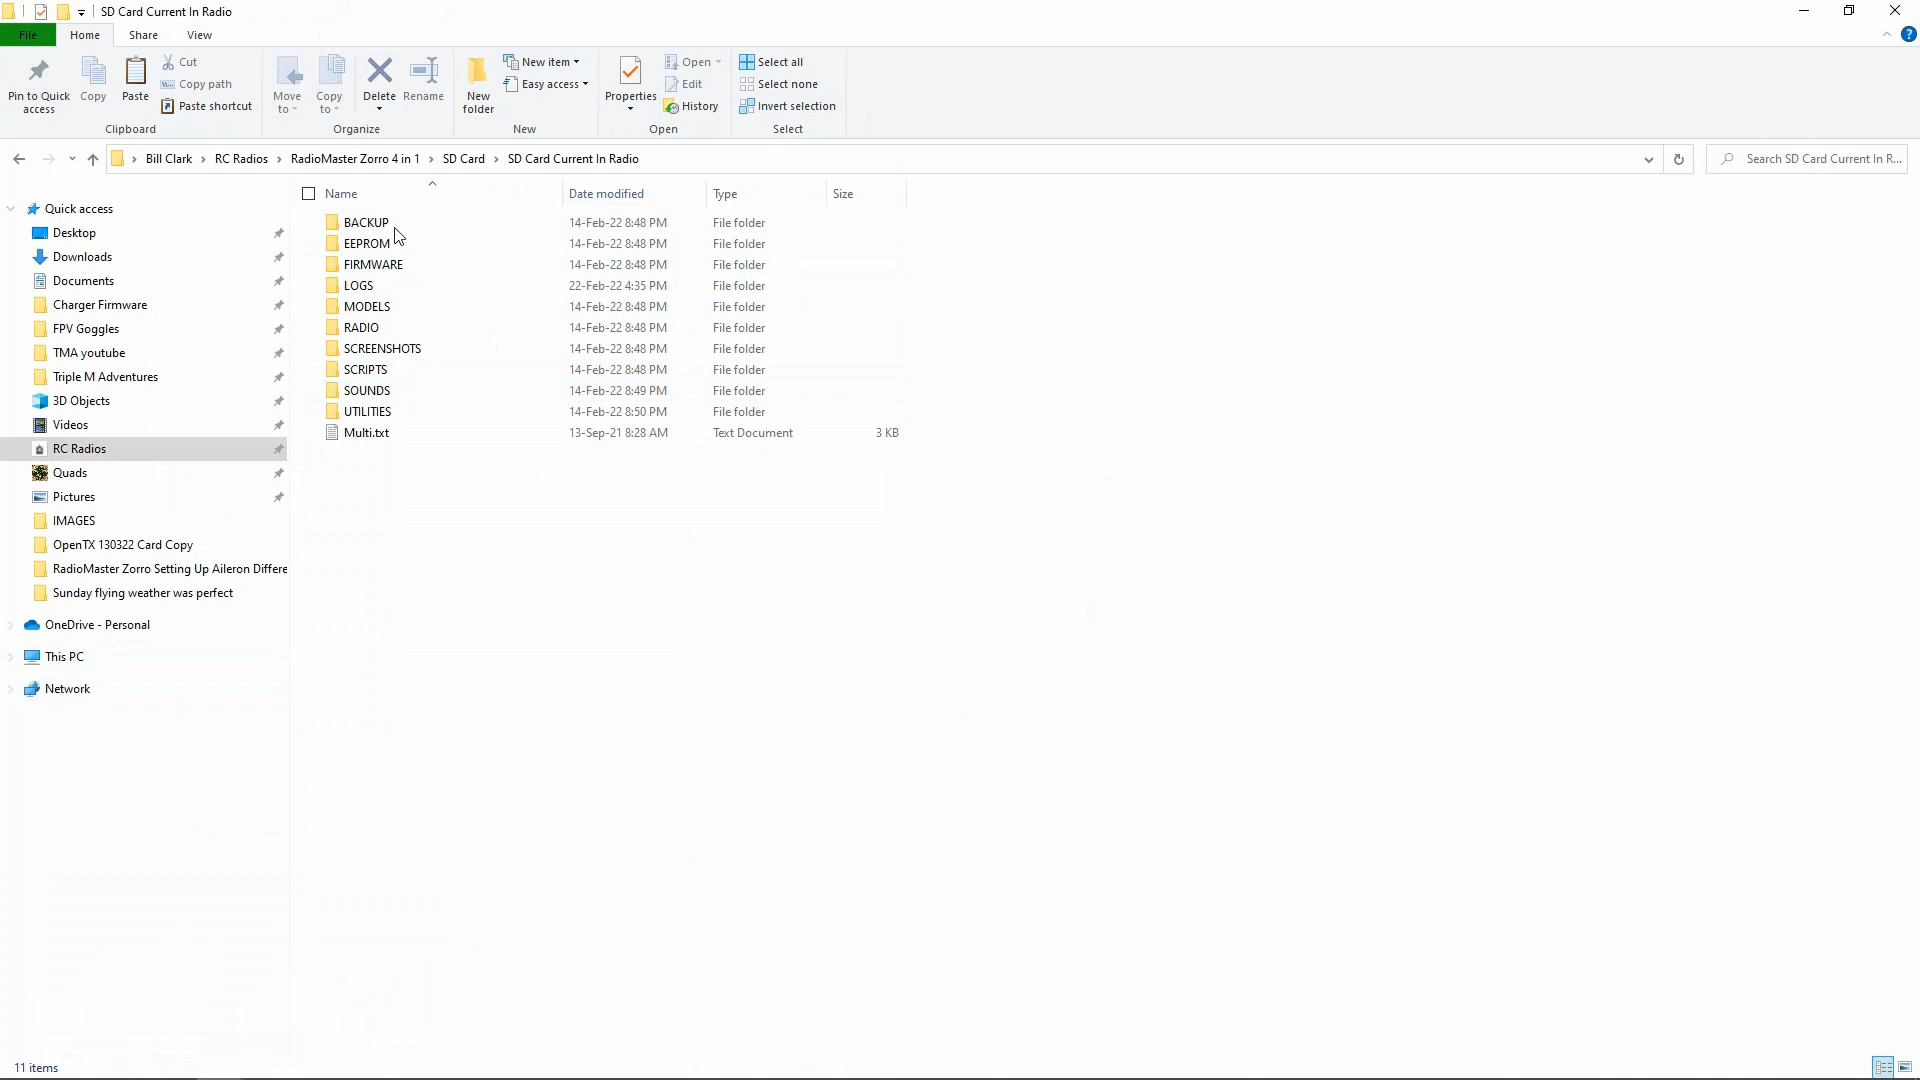 SD Card Current In Radio
File Home Share View
Pin to Quick access
Copy
Paste
Cut
Copy path
Paste shortcut
Clipboard
Move to
Copy to
Delete
Rename
Organize
New folder
New item
Easy access
New
Properties
Open
Edit
History
Open
Select all
Select none
Invert selection
Select
Bill Clark › RC Radios › RadioMaster Zorro 4 in 1 › SD Card › SD Card Current In Radio
Search SD Card Current In R...
Quick access
Desktop
Downloads
Documents
Charger Firmware
FPV Goggles
TMA youtube
Triple M Adventures
3D Objects
Videos
RC Radios
Quads
Pictures
IMAGES
OpenTX 130322 Card Copy
RadioMaster Zorro Setting Up Aileron Differe
Sunday flying weather was perfect
OneDrive - Personal
This PC
Network
Name Date modified Type Size
BACKUP 14-Feb-22 8:48 PM File folder
EEPROM 14-Feb-22 8:48 PM File folder
FIRMWARE 14-Feb-22 8:48 PM File folder
LOGS 22-Feb-22 4:35 PM File folder
MODELS 14-Feb-22 8:48 PM File folder
RADIO 14-Feb-22 8:48 PM File folder
SCREENSHOTS 14-Feb-22 8:48 PM File folder
SCRIPTS 14-Feb-22 8:48 PM File folder
SOUNDS 14-Feb-22 8:49 PM File folder
UTILITIES 14-Feb-22 8:50 PM File folder
Multi.txt 13-Sep-21 8:28 AM Text Document 3 KB
11 items